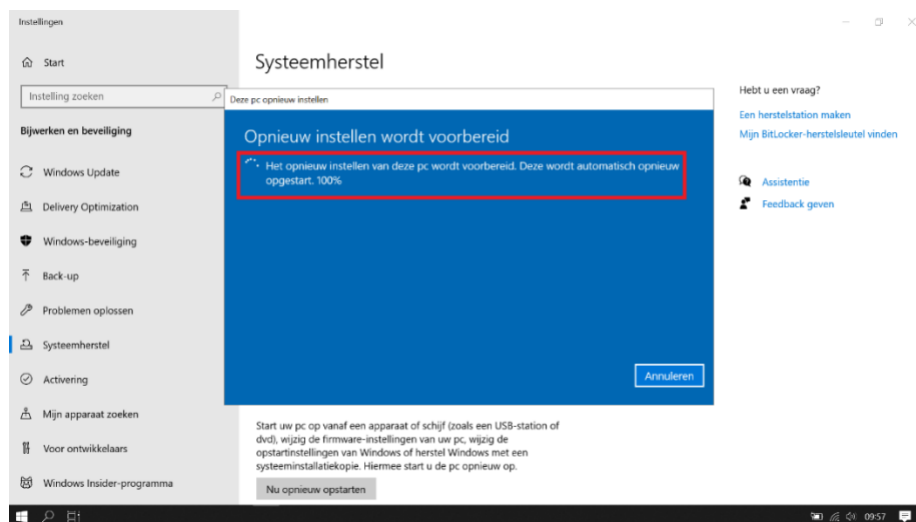 Instellingen
Start
Instelling zoeken
Bijwerken en beveiliging
Windows Update
Delivery Optimization
Windows-beveiliging
Back-up
Problemen oplossen
Systeemherstel
Activering
Mijn apparaat zoeken
Voor ontwikkelaars
Windows Insider-programma
Systeemherstel
Deze pc opnieuw instellen
Opnieuw instellen wordt voorbereid
Het opnieuw instellen van deze pc wordt voorbereid. Deze wordt automatisch opnieuw
opgestart. 100%
Annuleren
Start uw pc op vanaf een apparaat of schijf (zoals een USB-station of
dvd), wijzig de firmware-instellingen van uw pc, wijzig de
opstartinstellingen van Windows of herstel Windows met een
systeeminstallatiekopie. Hiermee start u de pc opnieuw op.
Nu opnieuw opstarten
Hebt u een vraag?
Een herstelstation maken
Mijn BitLocker-herstelsleutel vinden
Assistentie
Feedback geven
09:57